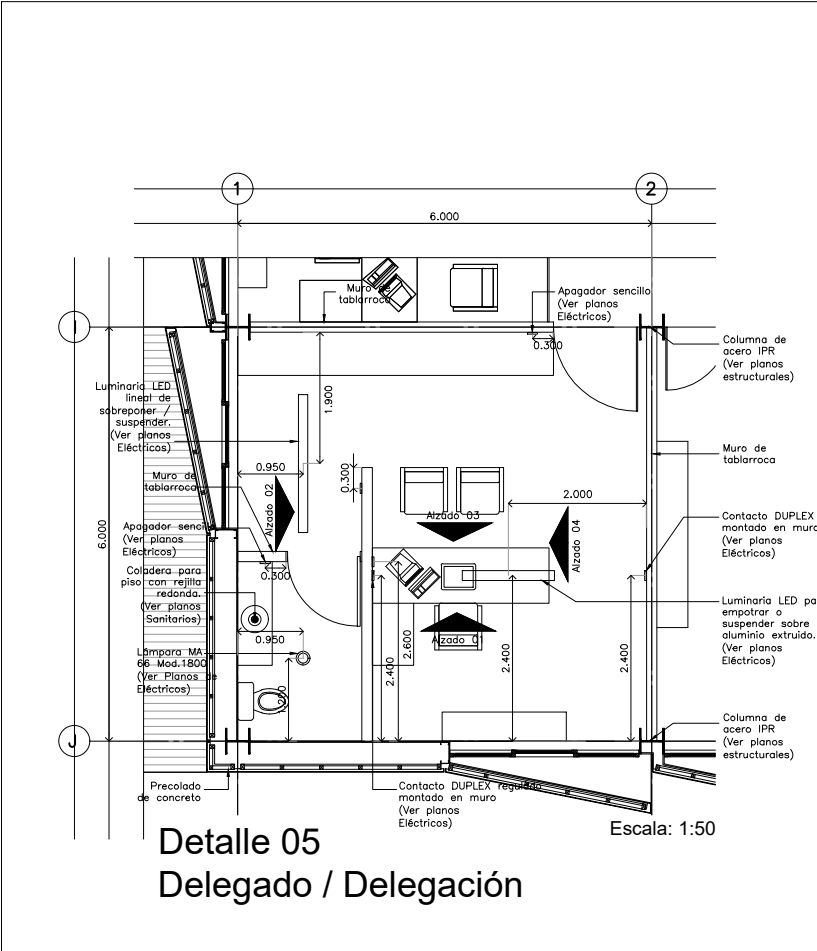 1
2
6.000
Muro de
tablarroca
Apagador sencillo
(Ver planos
Eléctricos)
I
0.300
Columna de
acero IPR
(Ver planos
estructurales)
Luminaria LED
lineal de
sobreponer /
suspender.
(Ver planos
Eléctricos)
1.900
Muro de
tablarroca
0.950
0.300
Muro de
tablarroca
Alzado 02
2.000
Alzado 03
Alzado 04
6.000
Apagador senci
(Ver planos
Eléctricos)
Contacto DUPLEX
montado en muro
(Ver planos
Eléctricos)
0.300
Coladera para
piso con rejilla
redonda.
(Ver planos
Sanitarios)
Luminaria LED pa
empotrar o
suspender sobre
aluminio extruido.
(Ver planos
Eléctricos)
0.950
Alzado 01
2.600
2.400
2.400
2.400
Lámpara MA
66 Mod.1800
(Ver Planos de
Eléctricos)
J
Columna de
acero IPR
(Ver planos
estructurales)
Precolado
de concreto
Contacto DUPLEX regulado
montado en muro
(Ver planos
Eléctricos)
Escala: 1:50
Detalle 05
Delegado / Delegación